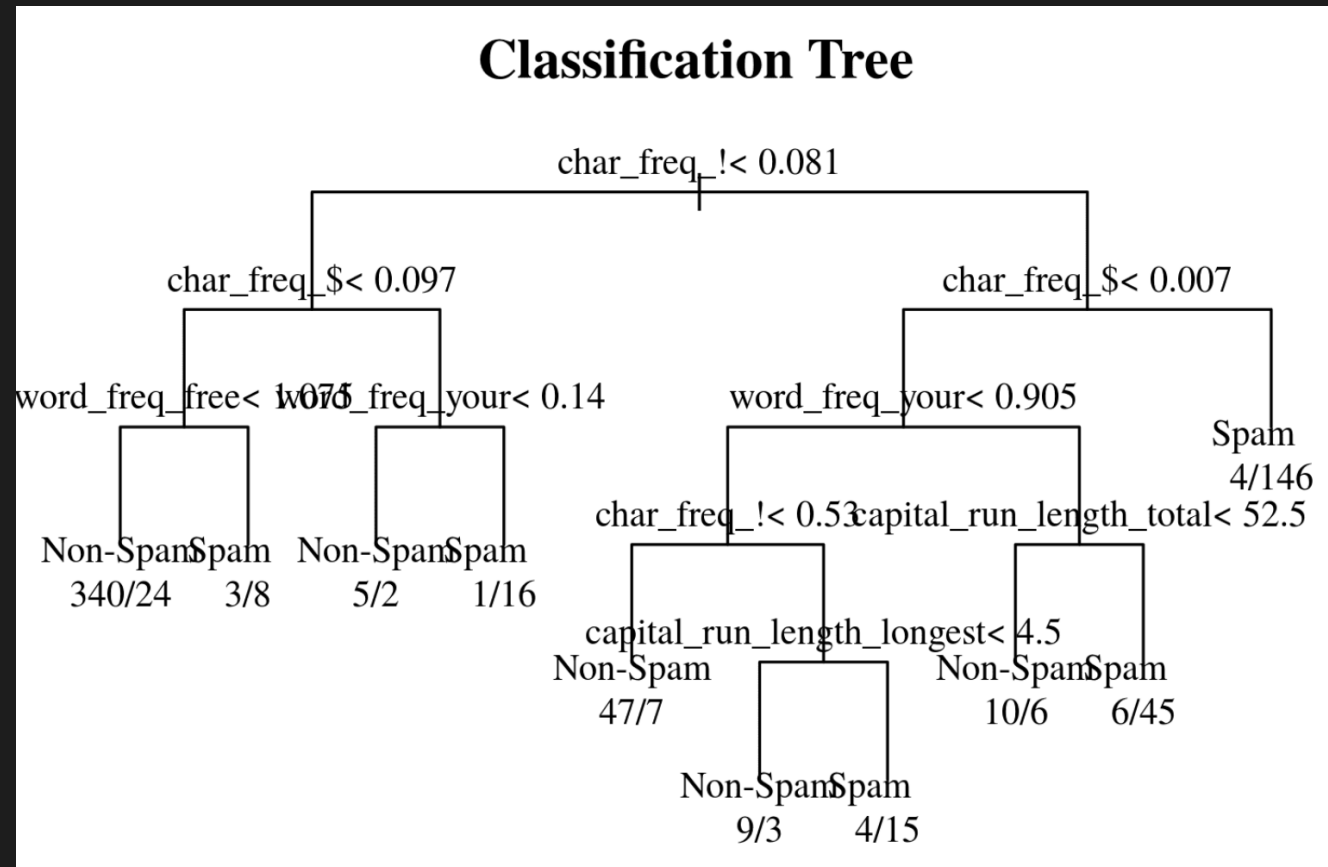 Classification Tree
char_freq_!< 0.081
char_freq_$< 0.097
char_freq_$< 0.007
word_freq_free< 1.075
word_freq_your< 0.14
word_freq_your< 0.905
Spam
4/146
char_freq_!< 0.53
capital_run_length_total< 52.5
Non-Spam
340/24
Spam
3/8
Non-Spam
5/2
Spam
1/16
capital_run_length_longest< 4.5
Non-Spam
47/7
Non-Spam
10/6
Spam
6/45
Non-Spam
9/3
Spam
4/15